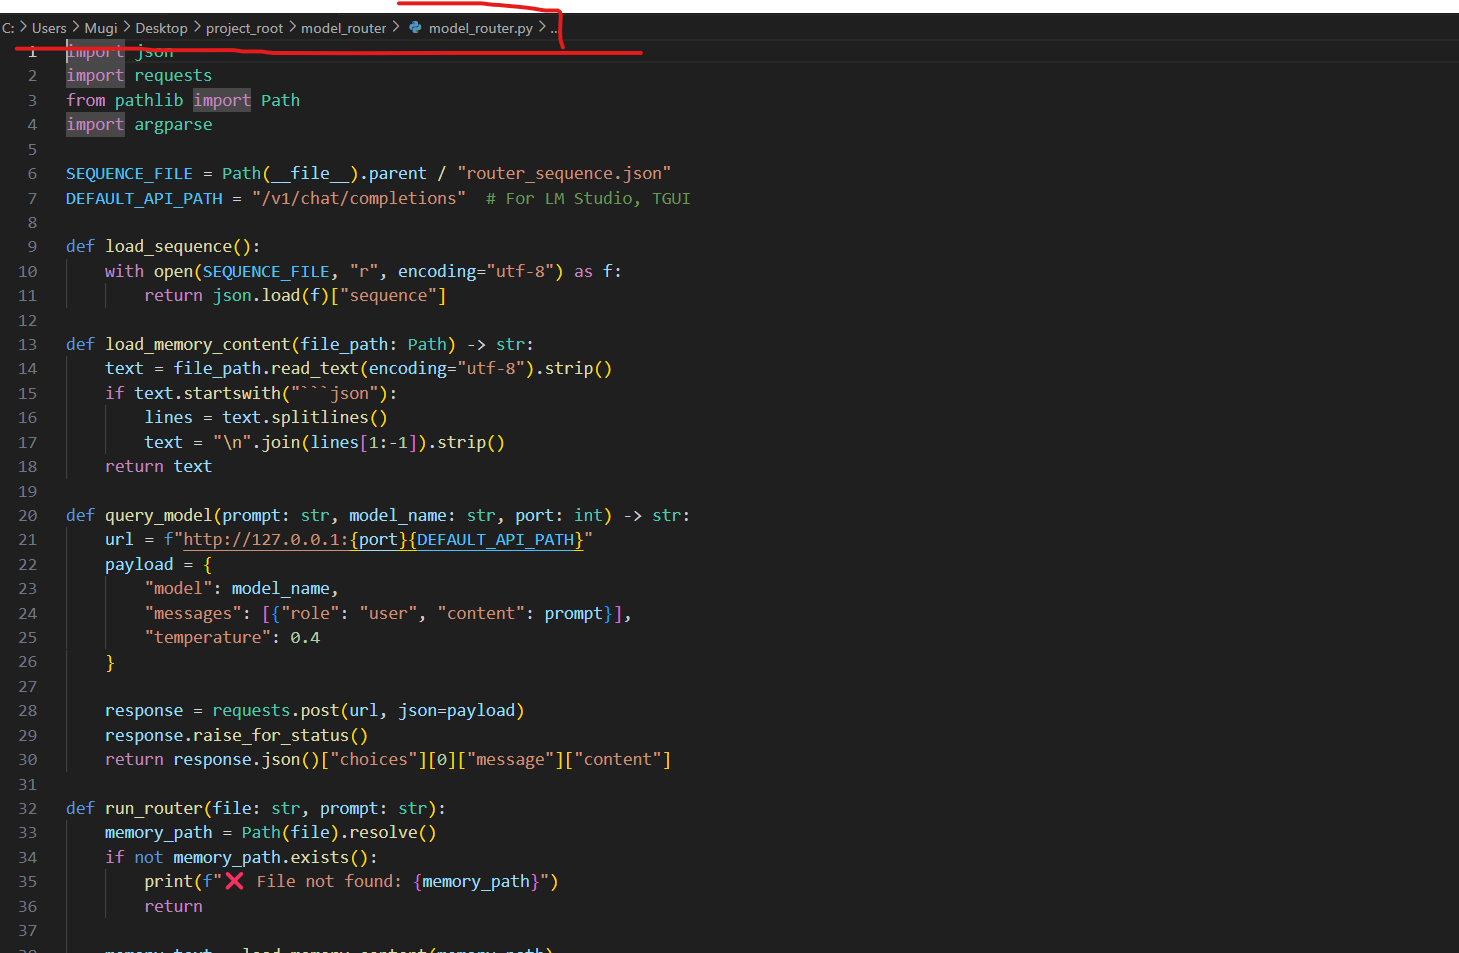 C: > Users > Mugi > Desktop > project_root > model_router > model_router.py > ...
1 import json
2 import requests
3 from pathlib import Path
4 import argparse
5
6 SEQUENCE_FILE = Path(__file__).parent / "router_sequence.json"
7 DEFAULT_API_PATH = "/v1/chat/completions"  # For LM Studio, TGUI
8
9 def load_sequence():
10     with open(SEQUENCE_FILE, "r", encoding="utf-8") as f:
11         return json.load(f)["sequence"]
12
13 def load_memory_content(file_path: Path) -> str:
14     text = file_path.read_text(encoding="utf-8").strip()
15     if text.startswith("```json"):
16         lines = text.splitlines()
17         text = "\n".join(lines[1:-1]).strip()
18     return text
19
20 def query_model(prompt: str, model_name: str, port: int) -> str:
21     url = f"http://127.0.0.1:{port}{DEFAULT_API_PATH}"
22     payload = {
23         "model": model_name,
24         "messages": [{"role": "user", "content": prompt}],
25         "temperature": 0.4
26     }
27
28     response = requests.post(url, json=payload)
29     response.raise_for_status()
30     return response.json()["choices"][0]["message"]["content"]
31
32 def run_router(file: str, prompt: str):
33     memory_path = Path(file).resolve()
34     if not memory_path.exists():
35         print(f"❌ File not found: {memory_path}")
36         return
37
38     memory_text = load_memory_content(memory_path)